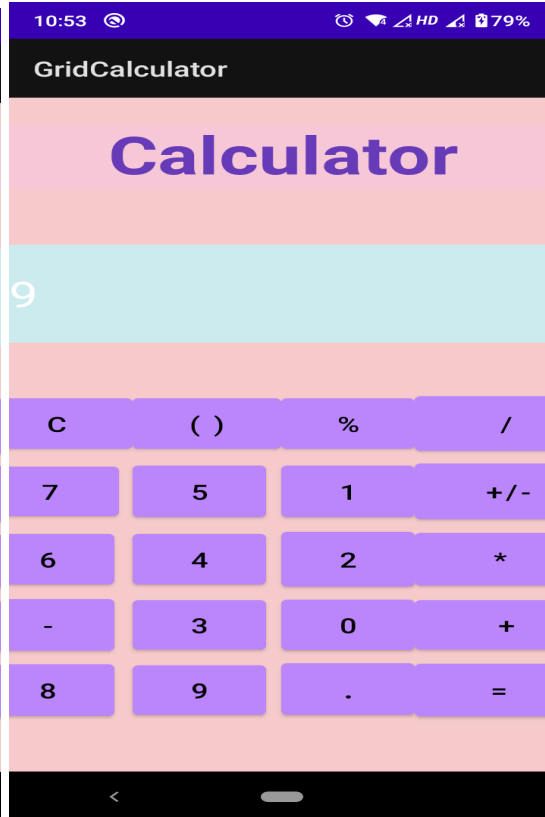 10:53 HD 79%
GridCalculator
Calculator
9
C ( ) % /
7 5 1 +/-
6 4 2 *
- 3 0 +
8 9 . =